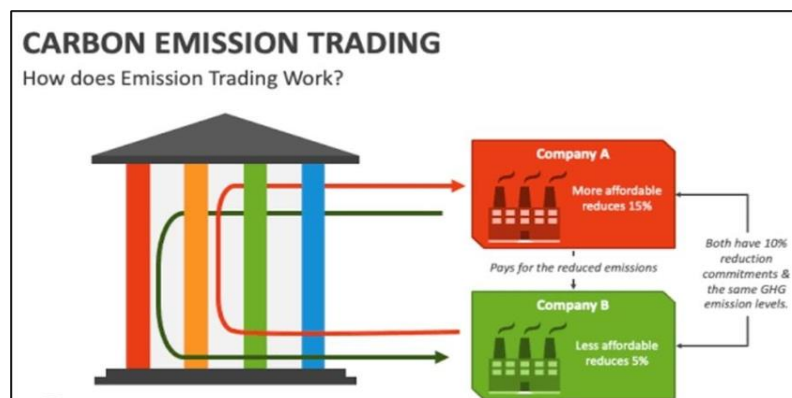 CARBON EMISSION TRADING
How does Emission Trading Work?
Company A
More affordable
reduces 15%
Pays for the reduced emissions
Both have 10%
reduction
commitments &
the same GHG
emission levels.
Company B
Less affordable
reduces 5%